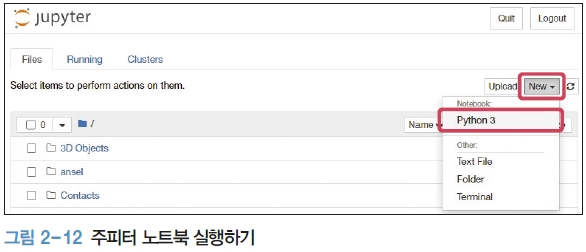 jupyter
Quit
Logout
Files
Running
Clusters
Select items to perform actions on them.
Upload
New
0
/
Name
Notebook:
Python 3
Other:
Text File
Folder
Terminal
3D Objects
ansel
Contacts
그림 2-12 주피터 노트북 실행하기